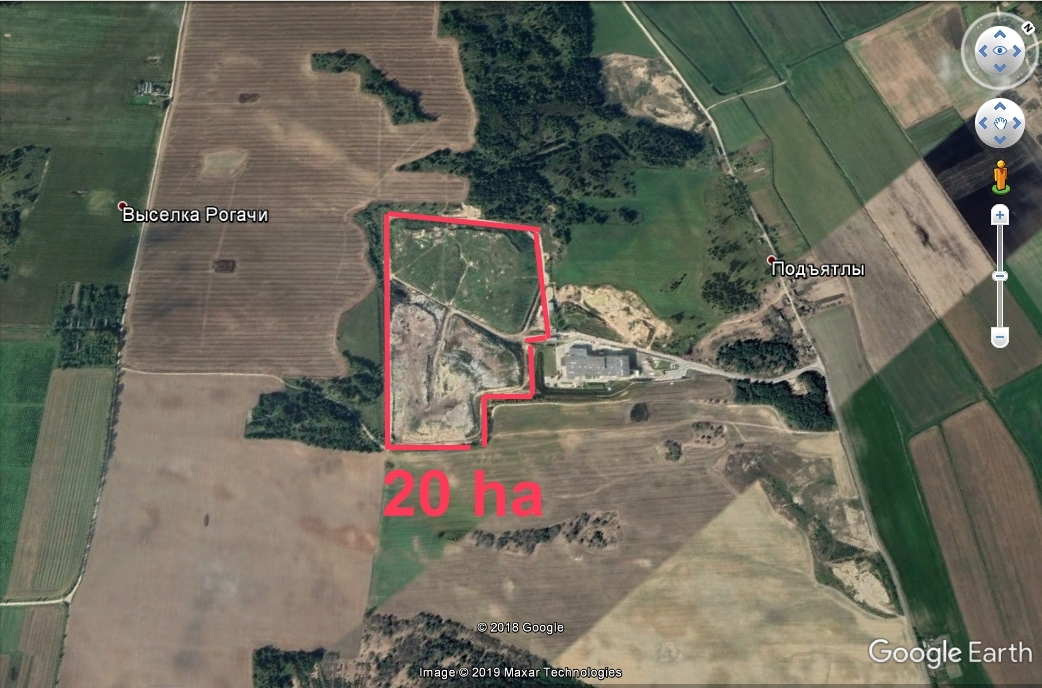 N
Выселка Рогачи
Подъятлы
20 ha
© 2018 Google
Image © 2019 Maxar Technologies
Google Earth